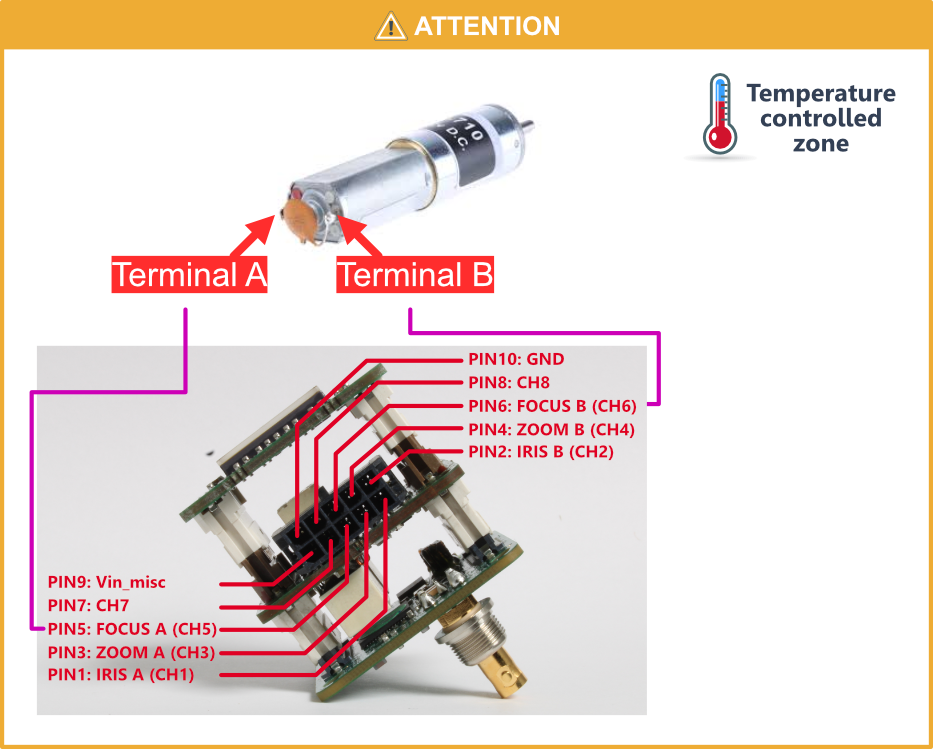 ATTENTION
Temperature
controlled
zone
710
D.C.
Terminal A
Terminal B
PIN10: GND
PIN8: CH8
PIN6: FOCUS B (CH6)
PIN4: ZOOM B (CH4)
PIN2: IRIS B (CH2)
PIN9: Vin_misc
PIN7: CH7
PIN5: FOCUS A (CH5)
PIN3: ZOOM A (CH3)
PIN1: IRIS A (CH1)